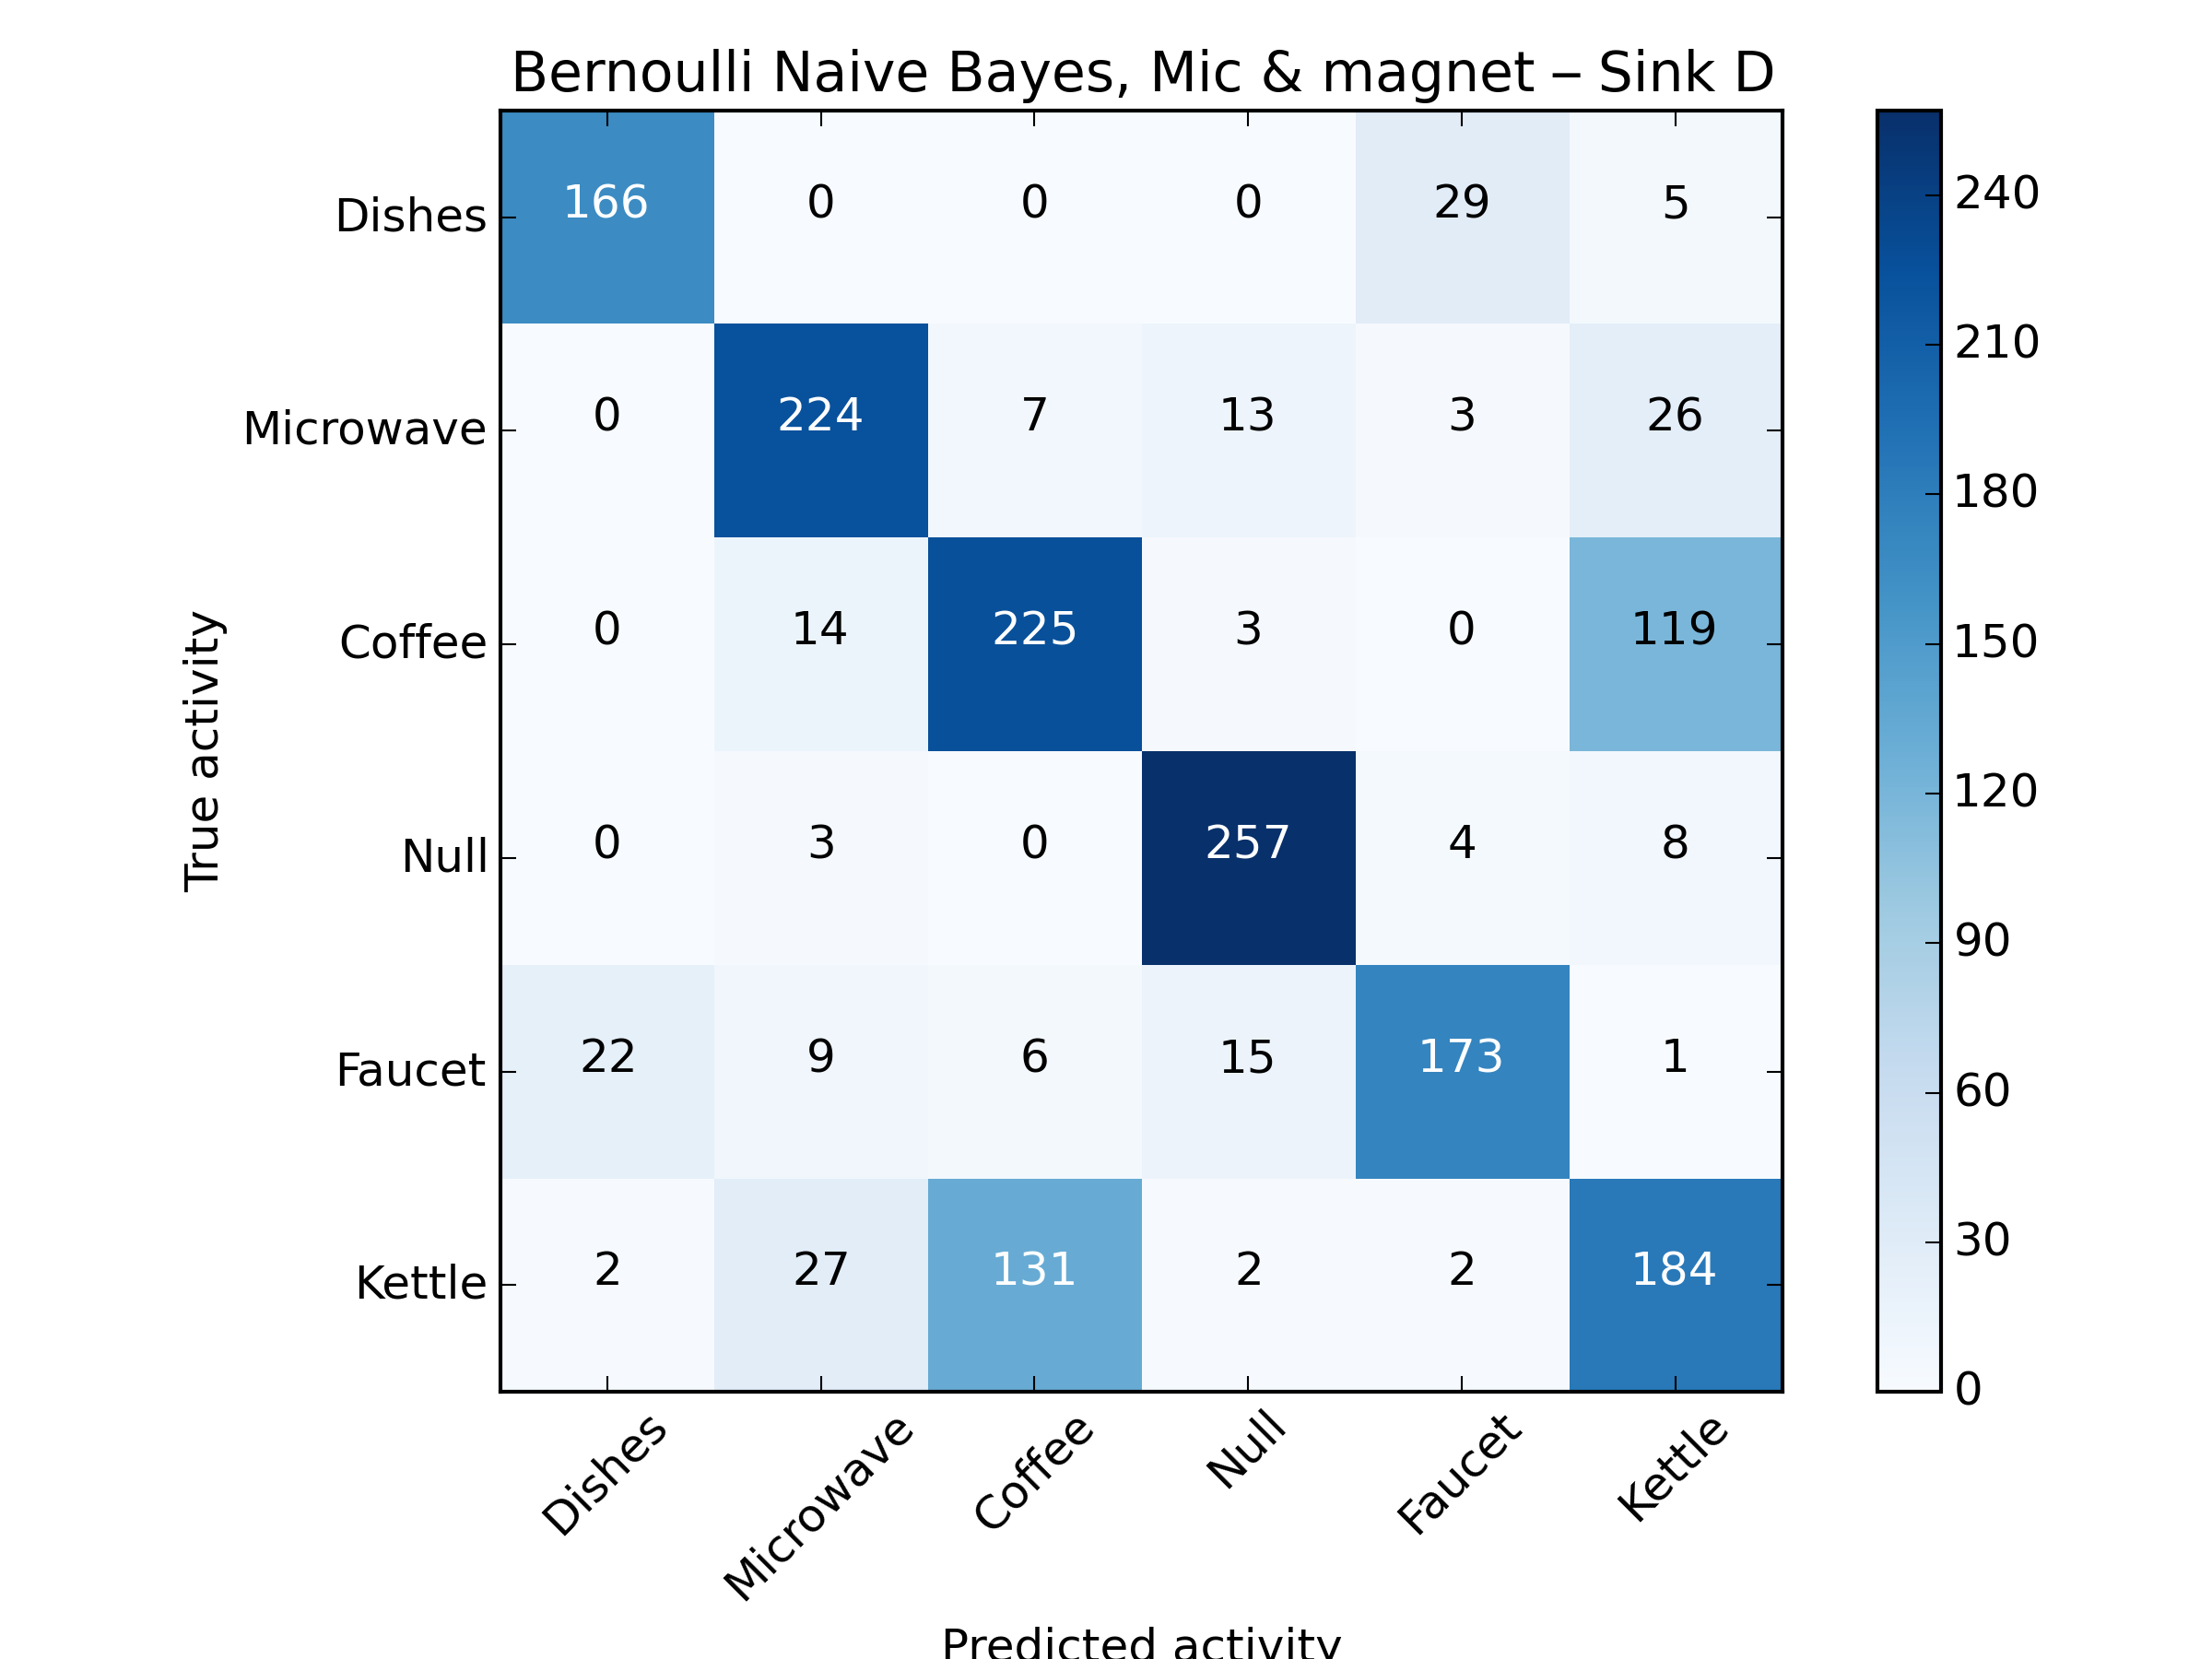 Bernoulli Naive Bayes, Mic & magnet – Sink D
Dishes 166 0 0 0 29 5
Microwave 0 224 7 13 3 26
Coffee 0 14 225 3 0 119
Null 0 3 0 257 4 8
Faucet 22 9 6 15 173 1
Kettle 2 27 131 2 2 184
True activity
Dishes Microwave Coffee Null Faucet Kettle
Predicted activity
240
210
180
150
120
90
60
30
0